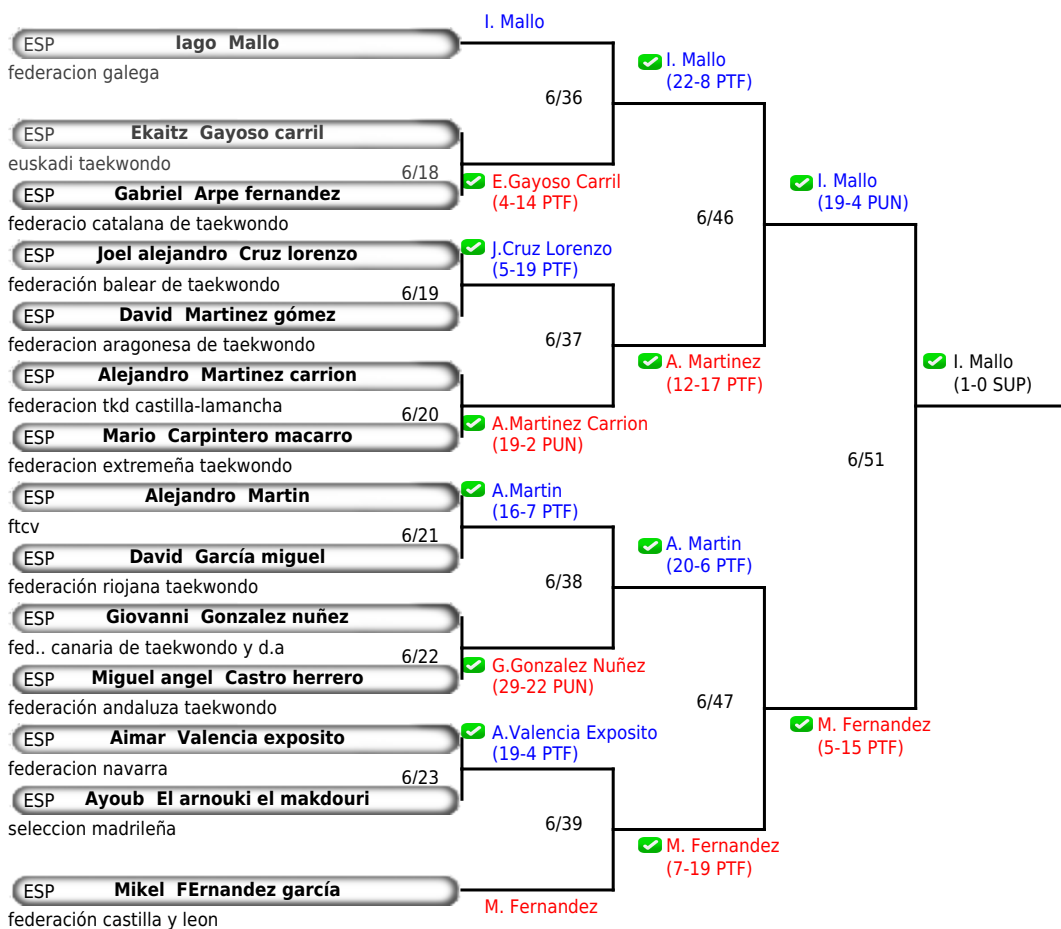 I. Mallo
ESP Iago Mallo
federacion galega
I. Mallo
(22-8 PTF)
6/36
ESP Ekaitz Gayoso carril
euskadi taekwondo
6/18
E.Gayoso Carril
(4-14 PTF)
ESP Gabriel Arpe fernandez
federacio catalana de taekwondo
I. Mallo
(19-4 PUN)
6/46
ESP Joel alejandro Cruz lorenzo
federación balear de taekwondo
J.Cruz Lorenzo
(5-19 PTF)
6/19
ESP David Martinez gómez
federacion aragonesa de taekwondo
6/37
A. Martinez
(12-17 PTF)
I. Mallo
(1-0 SUP)
ESP Alejandro Martinez carrion
federacion tkd castilla-lamancha
6/20
A.Martinez Carrion
(19-2 PUN)
ESP Mario Carpintero macarro
federacion extremeña taekwondo
6/51
ESP Alejandro Martin
ftcv
A.Martin
(16-7 PTF)
6/21
ESP David García miguel
federación riojana taekwondo
A. Martin
(20-6 PTF)
6/38
ESP Giovanni Gonzalez nuñez
fed.. canaria de taekwondo y d.a
6/22
G.Gonzalez Nuñez
(29-22 PUN)
ESP Miguel angel Castro herrero
federación andaluza taekwondo
6/47
M. Fernandez
(5-15 PTF)
ESP Aimar Valencia exposito
federacion navarra
A.Valencia Exposito
(19-4 PTF)
6/23
ESP Ayoub El arnouki el makdouri
seleccion madrileña
6/39
M. Fernandez
(7-19 PTF)
ESP Mikel FErnandez garcía
federación castilla y leon
M. Fernandez